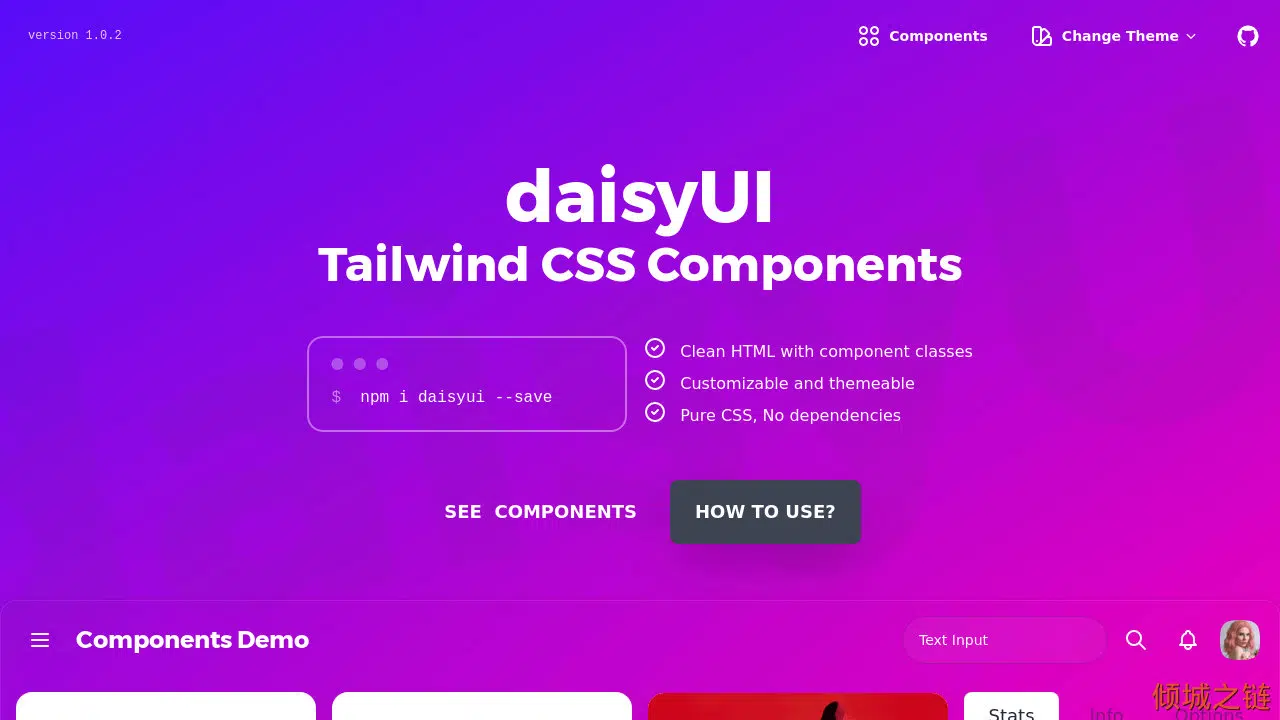 version 1.0.2
Components
Change Theme
daisyUI
Tailwind CSS Components
$ npm i daisyui --save
Clean HTML with component classes
Customizable and themeable
Pure CSS, No dependencies
SEE COMPONENTS
HOW TO USE?
Components Demo
Text Input
Stats
Info
Options
倾城之链